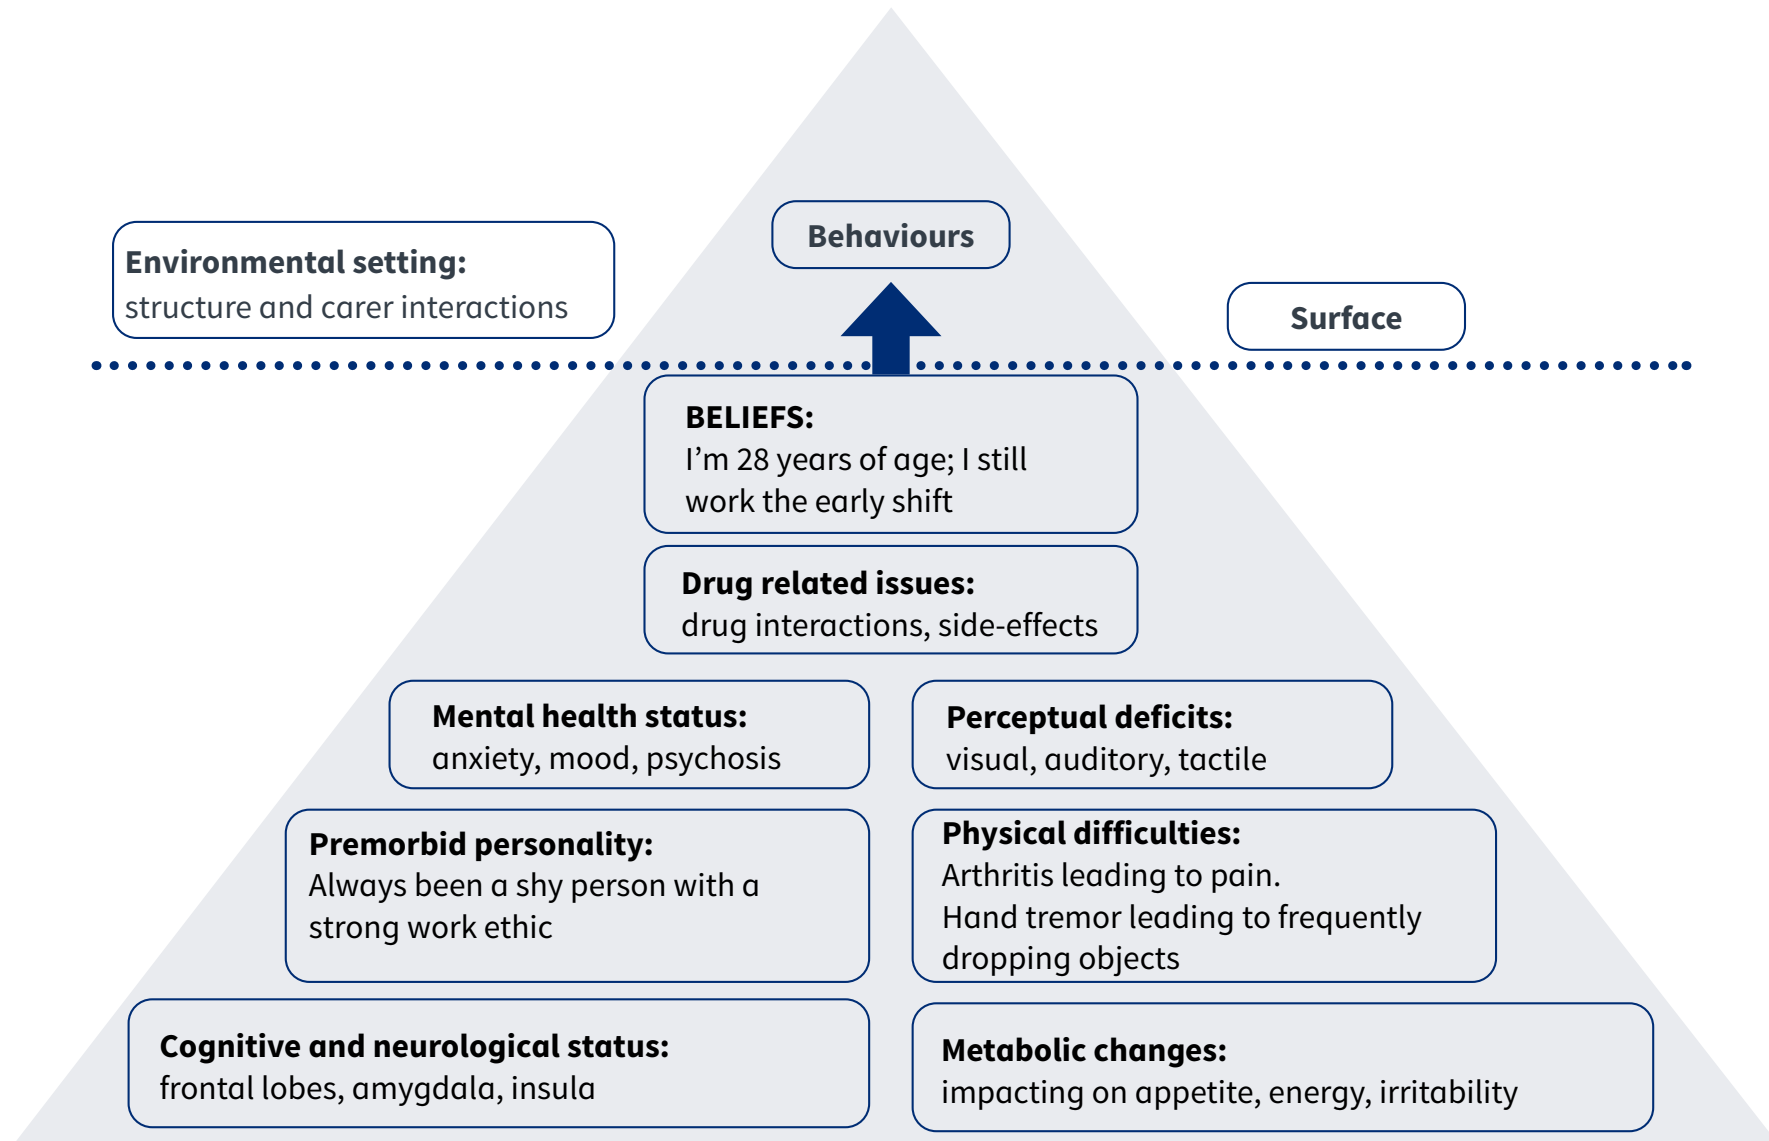 Behaviours
Environmental setting:
structure and carer interactions
Surface
BELIEFS:
I’m 28 years of age; I still
work the early shift
Drug related issues:
drug interactions, side-effects
Mental health status:
anxiety, mood, psychosis
Perceptual deficits:
visual, auditory, tactile
Premorbid personality:
Always been a shy person with a
strong work ethic
Physical difficulties:
Arthritis leading to pain.
Hand tremor leading to frequently
dropping objects
Cognitive and neurological status:
frontal lobes, amygdala, insula
Metabolic changes:
impacting on appetite, energy, irritability